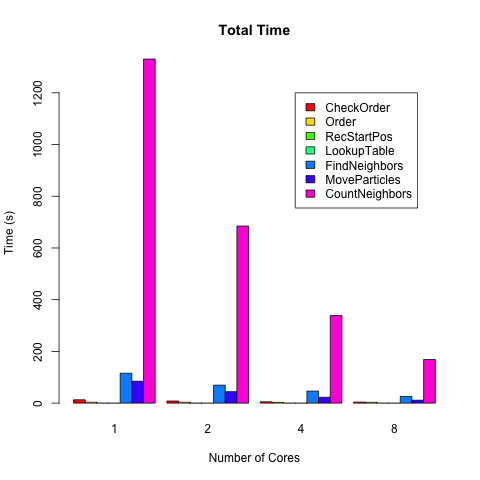 Total Time
Time (s)
0
200
400
600
800
1000
1200
CheckOrder
Order
RecStartPos
LookupTable
FindNeighbors
MoveParticles
CountNeighbors
1 2 4 8
Number of Cores